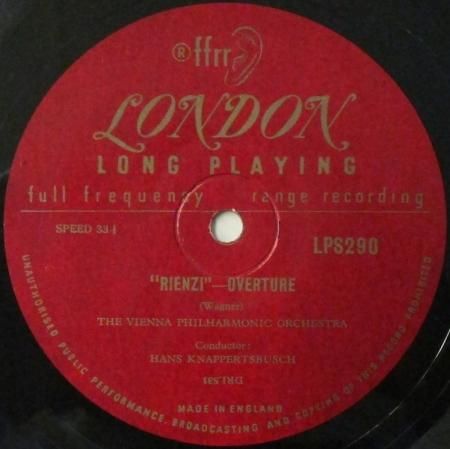 ® ffrr
LONDON
LONG PLAYING
full frequency range recording
SPEED 33⅓
LPS290
"RIENZI"—OVERTURE
(Wagner)
THE VIENNA PHILHARMONIC ORCHESTRA
Conductor:
HANS KNAPPERTSBUSCH
MADE IN ENGLAND
UNAUTHORISED PUBLIC PERFORMANCE, BROADCASTING AND COPYING OF THIS RECORD PROHIBITED